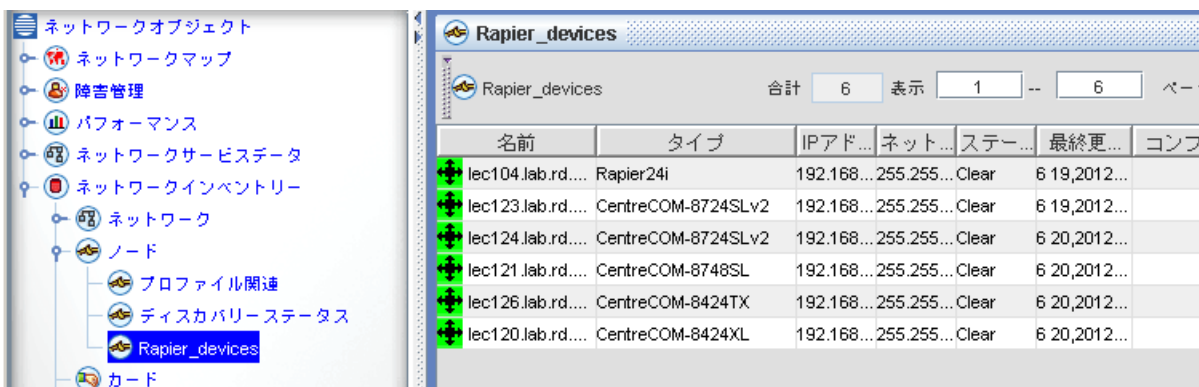 ネットワークオブジェクト
ネットワークマップ
障害管理
パフォーマンス
ネットワークサービスデータ
ネットワークインベントリー
ネットワーク
ノード
プロファイル関連
ディスカバリーステータス
Rapier_devices
カード
Rapier_devices
Rapier_devices 合計 6 表示 1 -- 6 ペー
名前 タイプ IPアド... ネット... ステー... 最終更... コンフ
lec104.lab.rd.... Rapier24i 192.168... 255.255... Clear 6 19,2012...
lec123.lab.rd.... CentreCOM-8724SLv2 192.168... 255.255... Clear 6 19,2012...
lec124.lab.rd.... CentreCOM-8724SLv2 192.168... 255.255... Clear 6 20,2012...
lec121.lab.rd.... CentreCOM-8748SL 192.168... 255.255... Clear 6 20,2012...
lec126.lab.rd.... CentreCOM-8424TX 192.168... 255.255... Clear 6 20,2012...
lec120.lab.rd.... CentreCOM-8424XL 192.168... 255.255... Clear 6 20,2012...